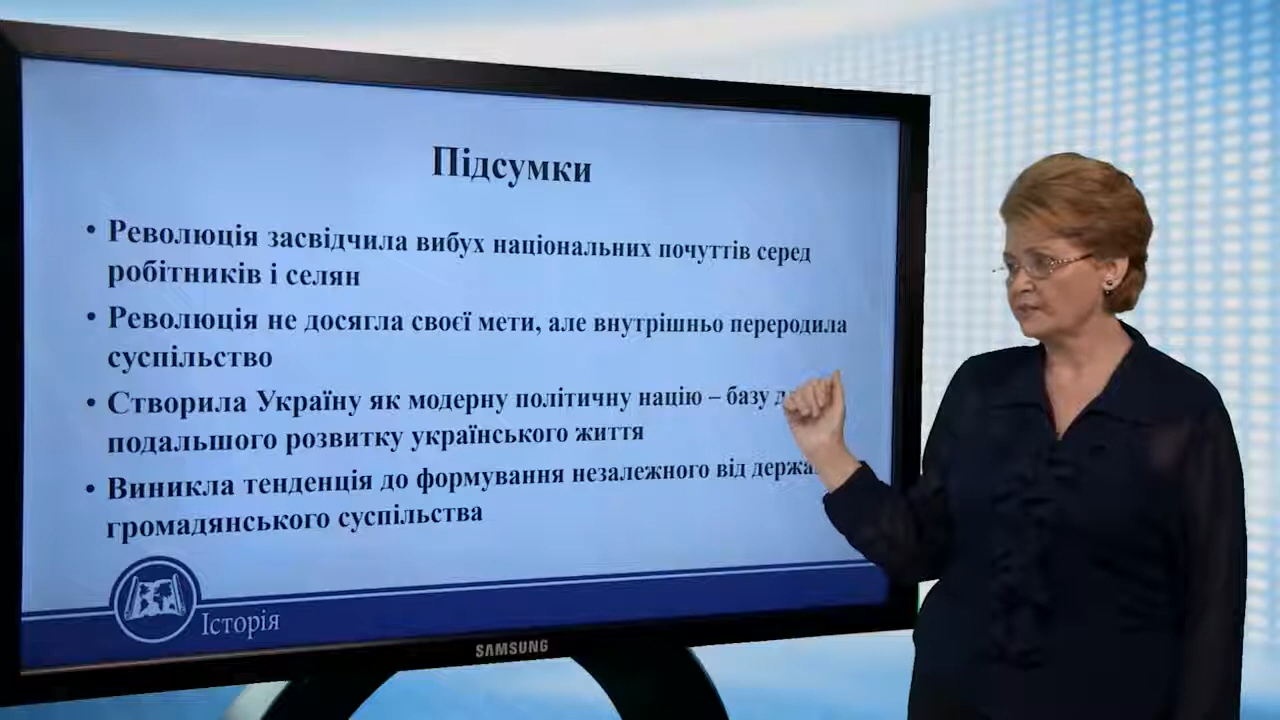 Підсумки
• Революція засвідчила вибух національних почуттів серед
робітників і селян
• Революція не досягла своєї мети, але внутрішньо переродила
суспільство
• Створила Україну як модерну політичну націю – базу
подальшого розвитку українського життя
• Виникла тенденція до формування незалежного від
громадянського суспільства
Історія
SAMSUNG